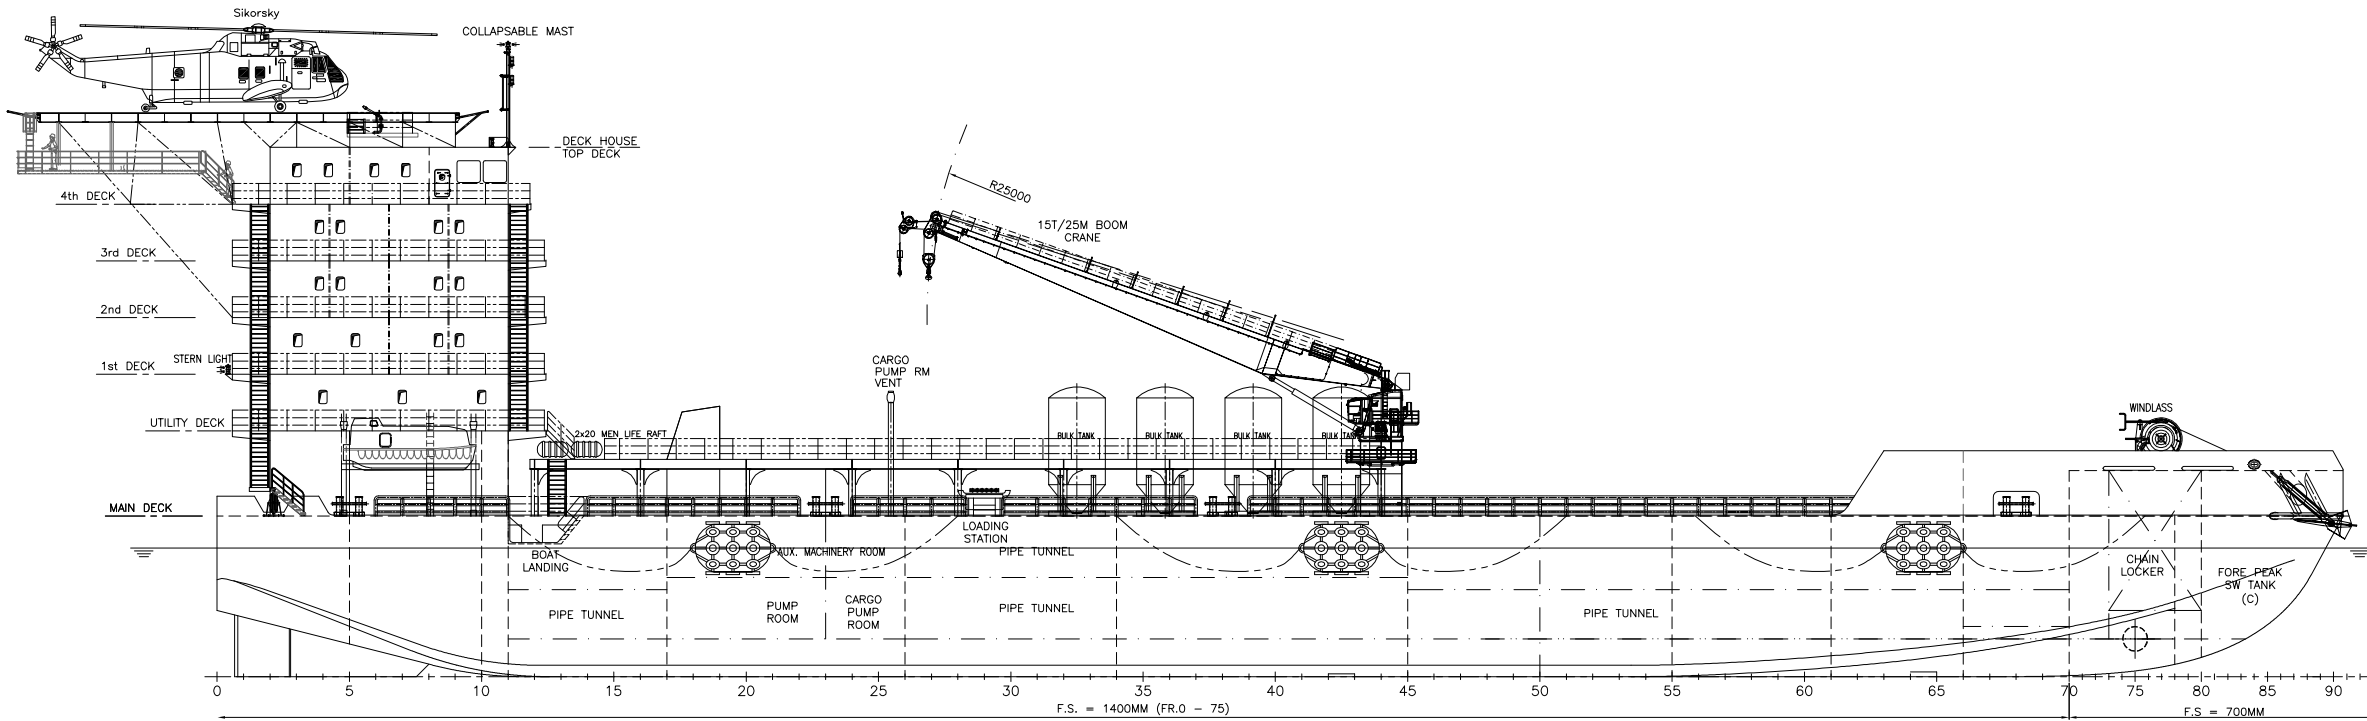 Sikorsky
COLLAPSABLE MAST
DECK HOUSE
TOP DECK
4th DECK
R25000
15T/25M BOOM
CRANE
3rd DECK
2nd DECK
STERN LIGHT
1st DECK
CARGO
PUMP RM
VENT
UTILITY DECK
2x20 MEN LIFE RAFT
BULK TANK
BULK TANK
BULK TANK
BULK TANK
WINDLASS
MAIN DECK
LOADING
STATION
BOAT
LANDING
AUX. MACHINERY ROOM
PIPE TUNNEL
CHAIN
LOCKER
FORE PEAK
SW TANK
(C)
PIPE TUNNEL
PUMP
ROOM
CARGO
PUMP
ROOM
PIPE TUNNEL
PIPE TUNNEL
0 5 10 15 20 25 30 35 40 45 50 55 60 65 70 75 80 85 90
F.S. = 1400MM (FR.0 - 75)
F.S = 700MM